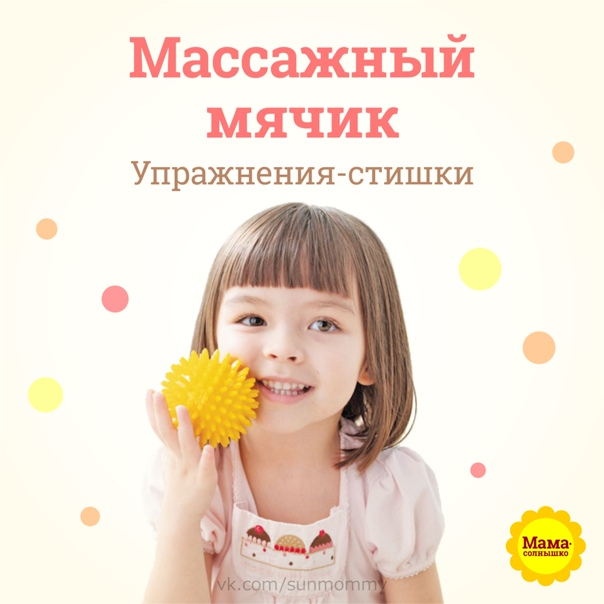 Массажный
мячик
Упражнения-стишки
Мама-
солнышко
vk.com/sunmommy